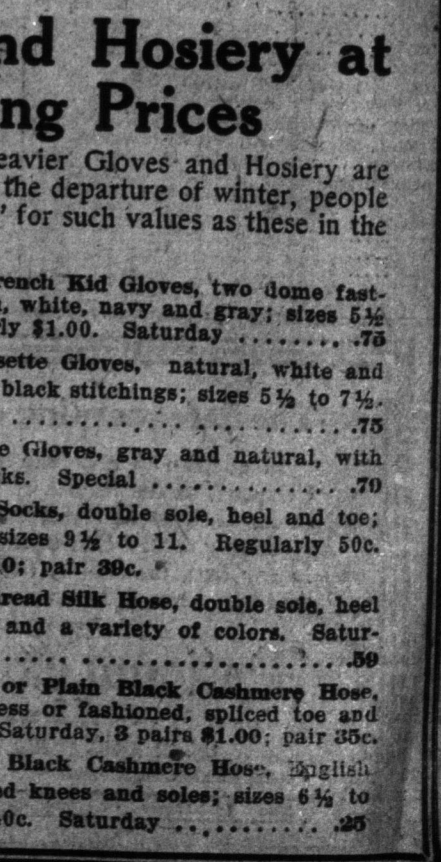 nd Hosiery at
ng Prices
eavier Gloves and Hosiery are
the departure of winter, people
' for such values as these in the
rench Kid Gloves, two dome fast-
, white, navy and gray; sizes 5½
rly $1.00. Saturday ........ .75
sette Gloves, natural, white and
black stitchings; sizes 5½ to 7½.
.......................... .75
e Gloves, gray and natural, with
ks. Special ............... .70
Socks, double sole, heel and toe;
sizes 9½ to 11. Regularly 50c.
0; pair 39c.
read Silk Hose, double sole, heel
and a variety of colors. Satur-
.......................... .59
or Plain Black Cashmere Hose,
ess or fashioned, spliced toe and
Saturday, 3 pairs $1.00; pair 35c.
Black Cashmere Hose, English
ed knees and soles; sizes 6½ to
0c. Saturday ............ .25